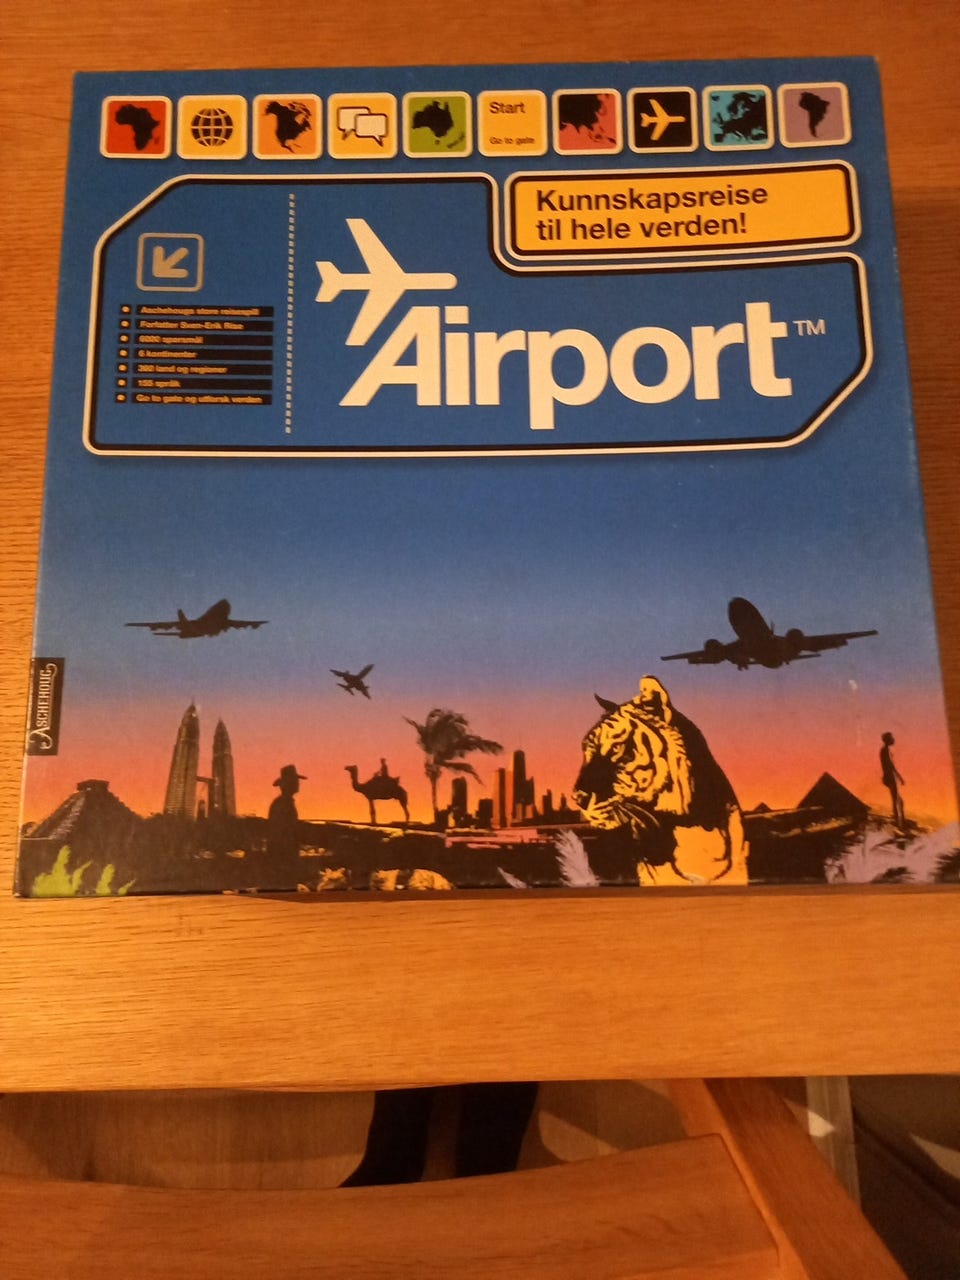 Start
Go to gate
Kunnskapsreise
til hele verden!
Airport™
Aschehougs store reisespill
Forfatter Sven-Erik Rise
6000 spørsmål
6 kontinenter
360 land og regioner
155 språk
Go to gate og utforsk verden
ASCHEHOUG